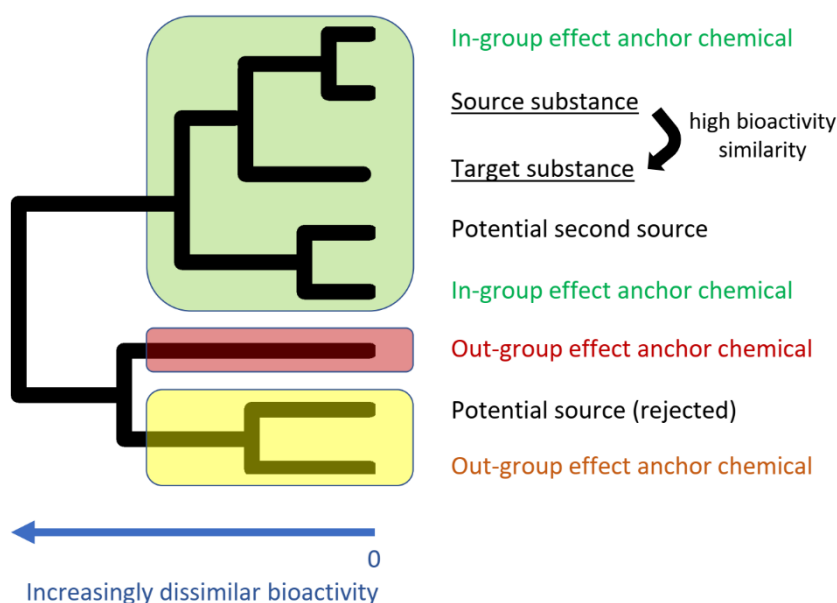 In-group effect anchor chemical
Source substance
high bioactivity
similarity
Target substance
Potential second source
In-group effect anchor chemical
Out-group effect anchor chemical
Potential source (rejected)
Out-group effect anchor chemical
0
Increasingly dissimilar bioactivity